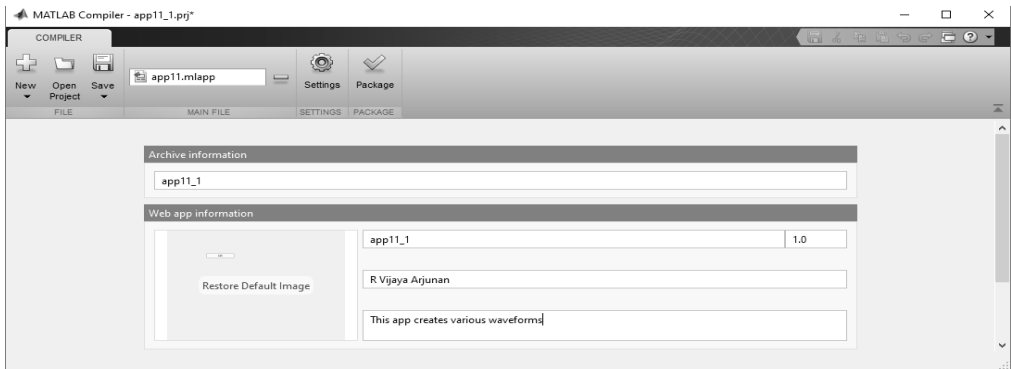 MATLAB Compiler - app11_1.prj*
COMPILER
New
Open Project
Save
app11.mlapp
Settings
Package
FILE
MAIN FILE
SETTINGS
PACKAGE
Archive information
app11_1
Web app information
app11_1
1.0
Restore Default Image
R Vijaya Arjunan
This app creates various waveforms